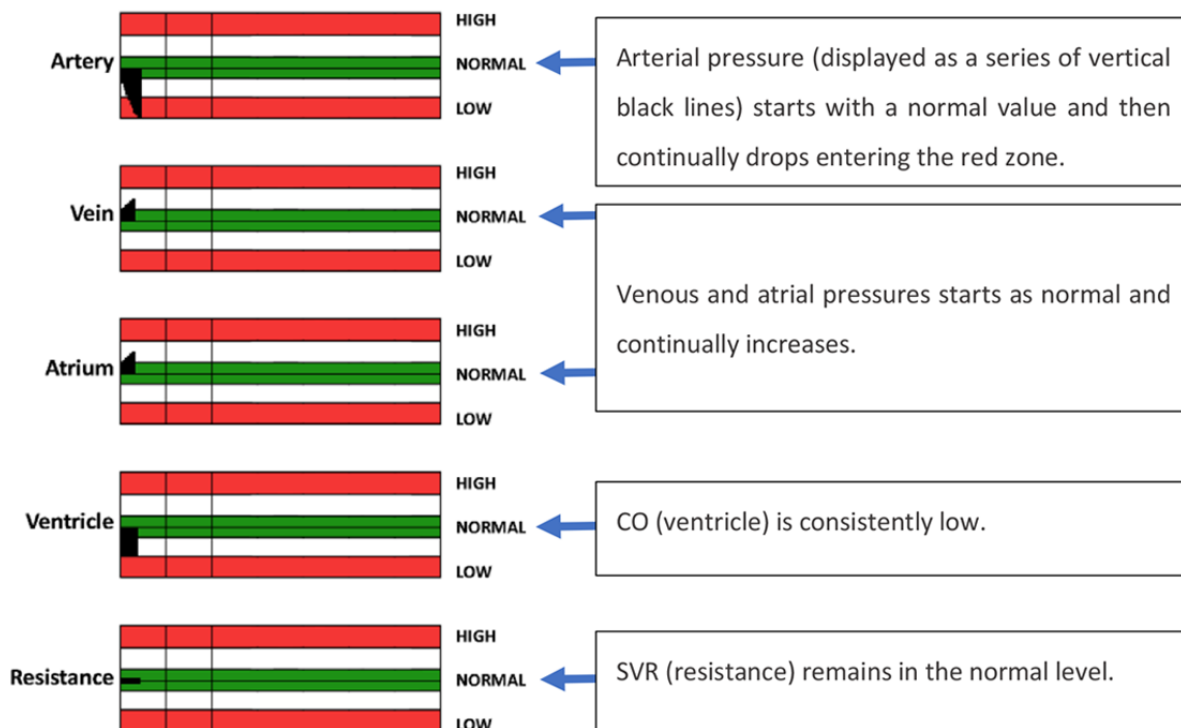 HIGH
Artery
NORMAL
LOW
Arterial pressure (displayed as a series of vertical
black lines) starts with a normal value and then
continually drops entering the red zone.
HIGH
Vein
NORMAL
LOW
Venous and atrial pressures starts as normal and
continually increases.
HIGH
Atrium
NORMAL
LOW
HIGH
Ventricle
NORMAL
LOW
CO (ventricle) is consistently low.
HIGH
Resistance
NORMAL
LOW
SVR (resistance) remains in the normal level.